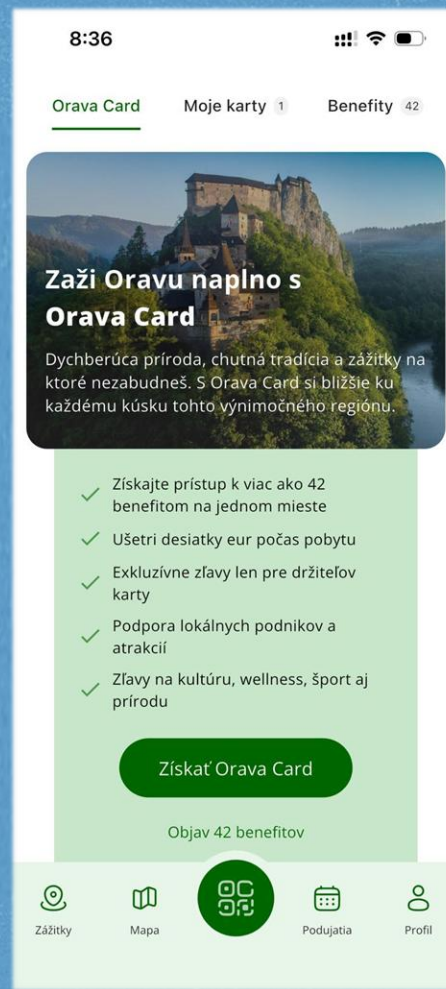 8:36
Orava Card Moje karty 1 Benefity 42
Zaži Oravu naplno s
Orava Card
Dychberúca príroda, chutná tradícia a zážitky na
ktoré nezabudneš. S Orava Card si bližšie ku
každému kúsku tohto výnimočného regiónu.
Získajte prístup k viac ako 42
benefitom na jednom mieste
Ušetri desiatky eur počas pobytu
Exkluzívne zľavy len pre držiteľov
karty
Podpora lokálnych podnikov a
atrakcií
Zľavy na kultúru, wellness, šport aj
prírodu
Získať Orava Card
Objav 42 benefitov
Zážitky Mapa Podujatia Profil